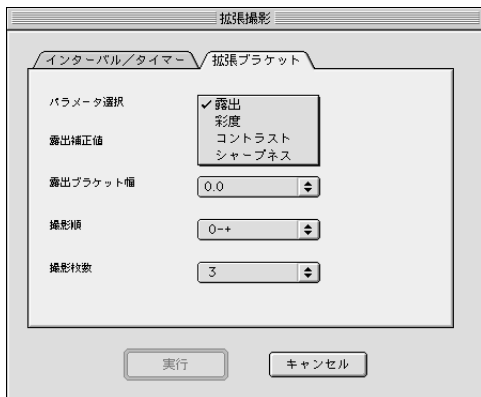 拡張撮影
インターバル／タイマー
拡張ブラケット
パラメータ選択
✓露出
彩度
コントラスト
シャープネス
露出補正値
露出ブラケット幅
0.0
撮影順
0-+
撮影枚数
3
実行
キャンセル